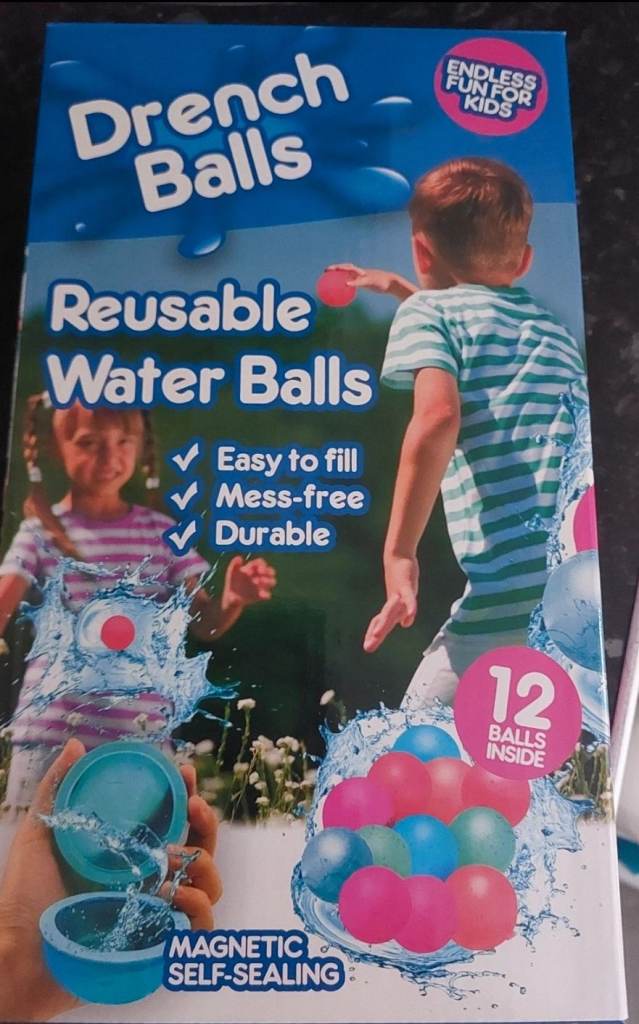 Drench
Balls
ENDLESS
FUN FOR
KIDS
Reusable
Water Balls
Easy to fill
Mess-free
Durable
12
BALLS
INSIDE
MAGNETIC
SELF-SEALING